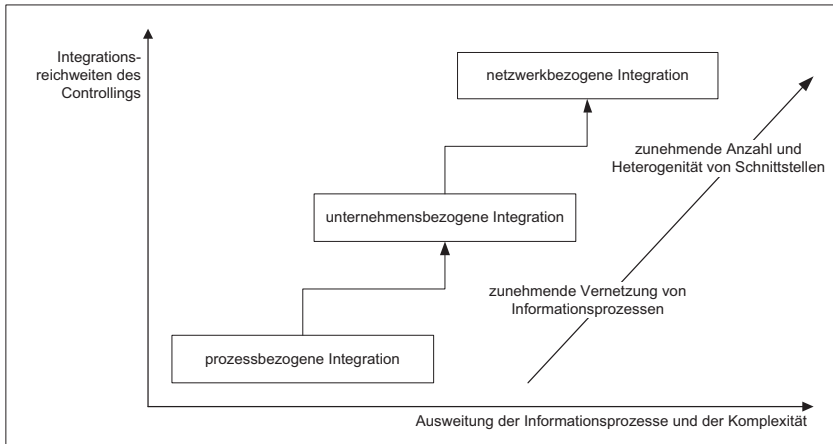 Integrations-
reichweiten des
Controllings
netzwerkbezogene Integration
zunehmende Anzahl und
Heterogenität von Schnittstellen
unternehmensbezogene Integration
zunehmende Vernetzung von
Informationsprozessen
prozessbezogene Integration
Ausweitung der Informationsprozesse und der Komplexität